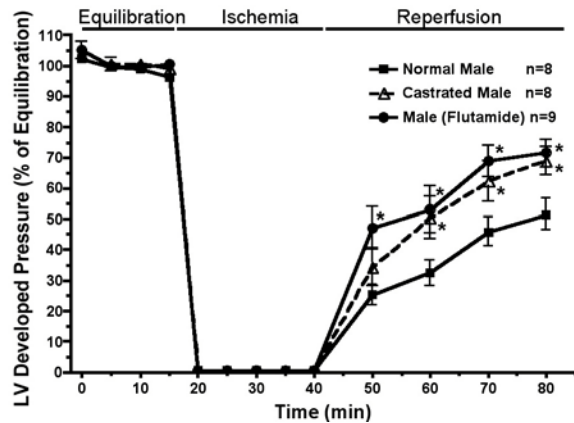 Equilibration Ischemia Reperfusion
LV Developed Pressure (% of Equilibration)
110
100
90
80
70
60
50
40
30
20
10
0
Normal Male n=8
Castrated Male n=8
Male (Flutamide) n=9
*
*
*
*
*
*
*
0 10 20 30 40 50 60 70 80
Time (min)